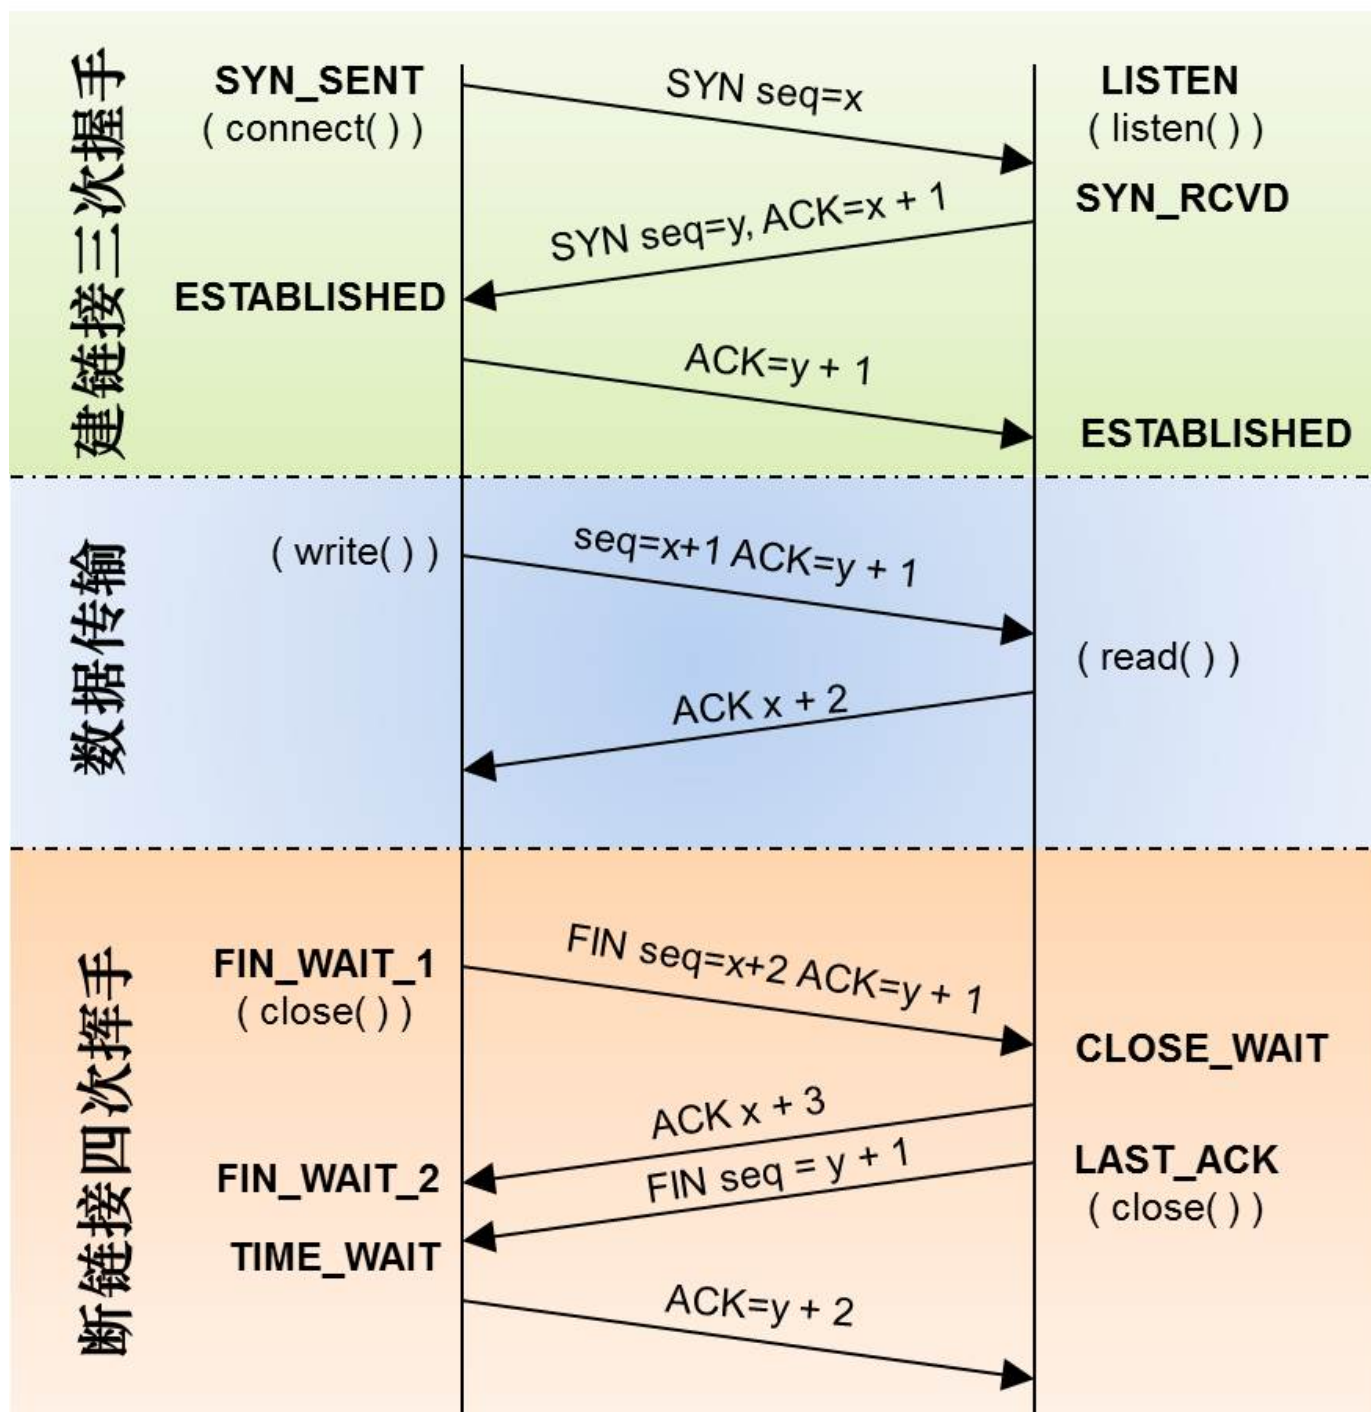 建链接三次握手
SYN_SENT
( connect( ) )
SYN seq=x
LISTEN
( listen( ) )
SYN_RCVD
SYN seq=y, ACK=x + 1
ESTABLISHED
ACK=y + 1
ESTABLISHED
数据传输
( write( ) )
seq=x+1 ACK=y + 1
( read( ) )
ACK x + 2
断链接四次挥手
FIN_WAIT_1
( close( ) )
FIN seq=x+2 ACK=y + 1
CLOSE_WAIT
ACK x + 3
FIN_WAIT_2
FIN seq = y + 1
LAST_ACK
( close( ) )
TIME_WAIT
ACK=y + 2